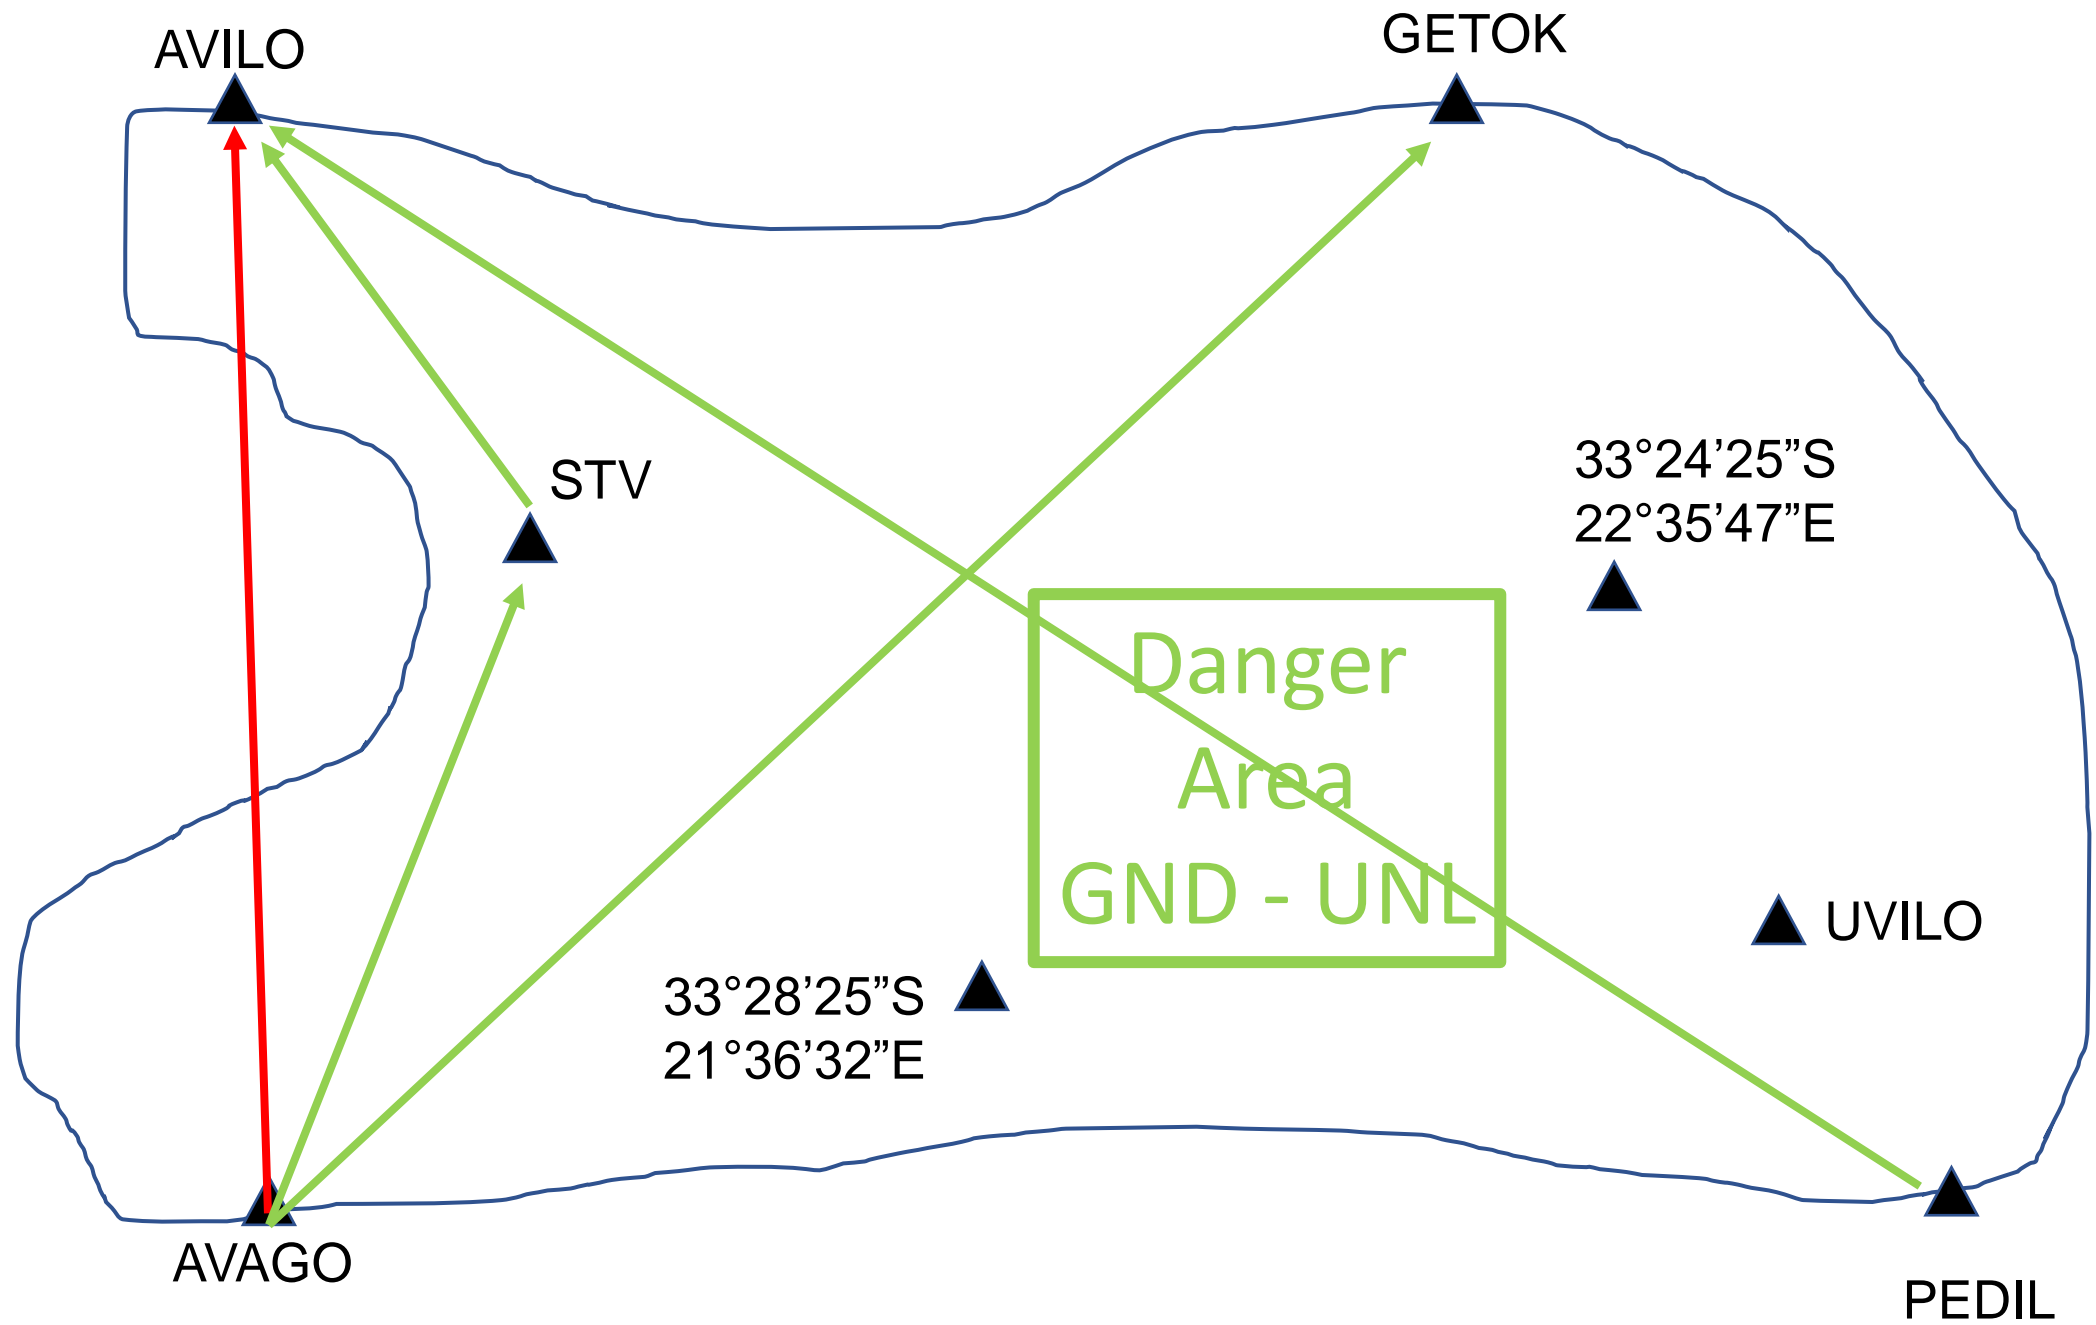 AVILO
GETOK
STV
33°24’25”S
22°35’47”E
Danger
Area
GND - UNL
UVILO
33°28’25”S
21°36’32”E
AVAGO
PEDIL